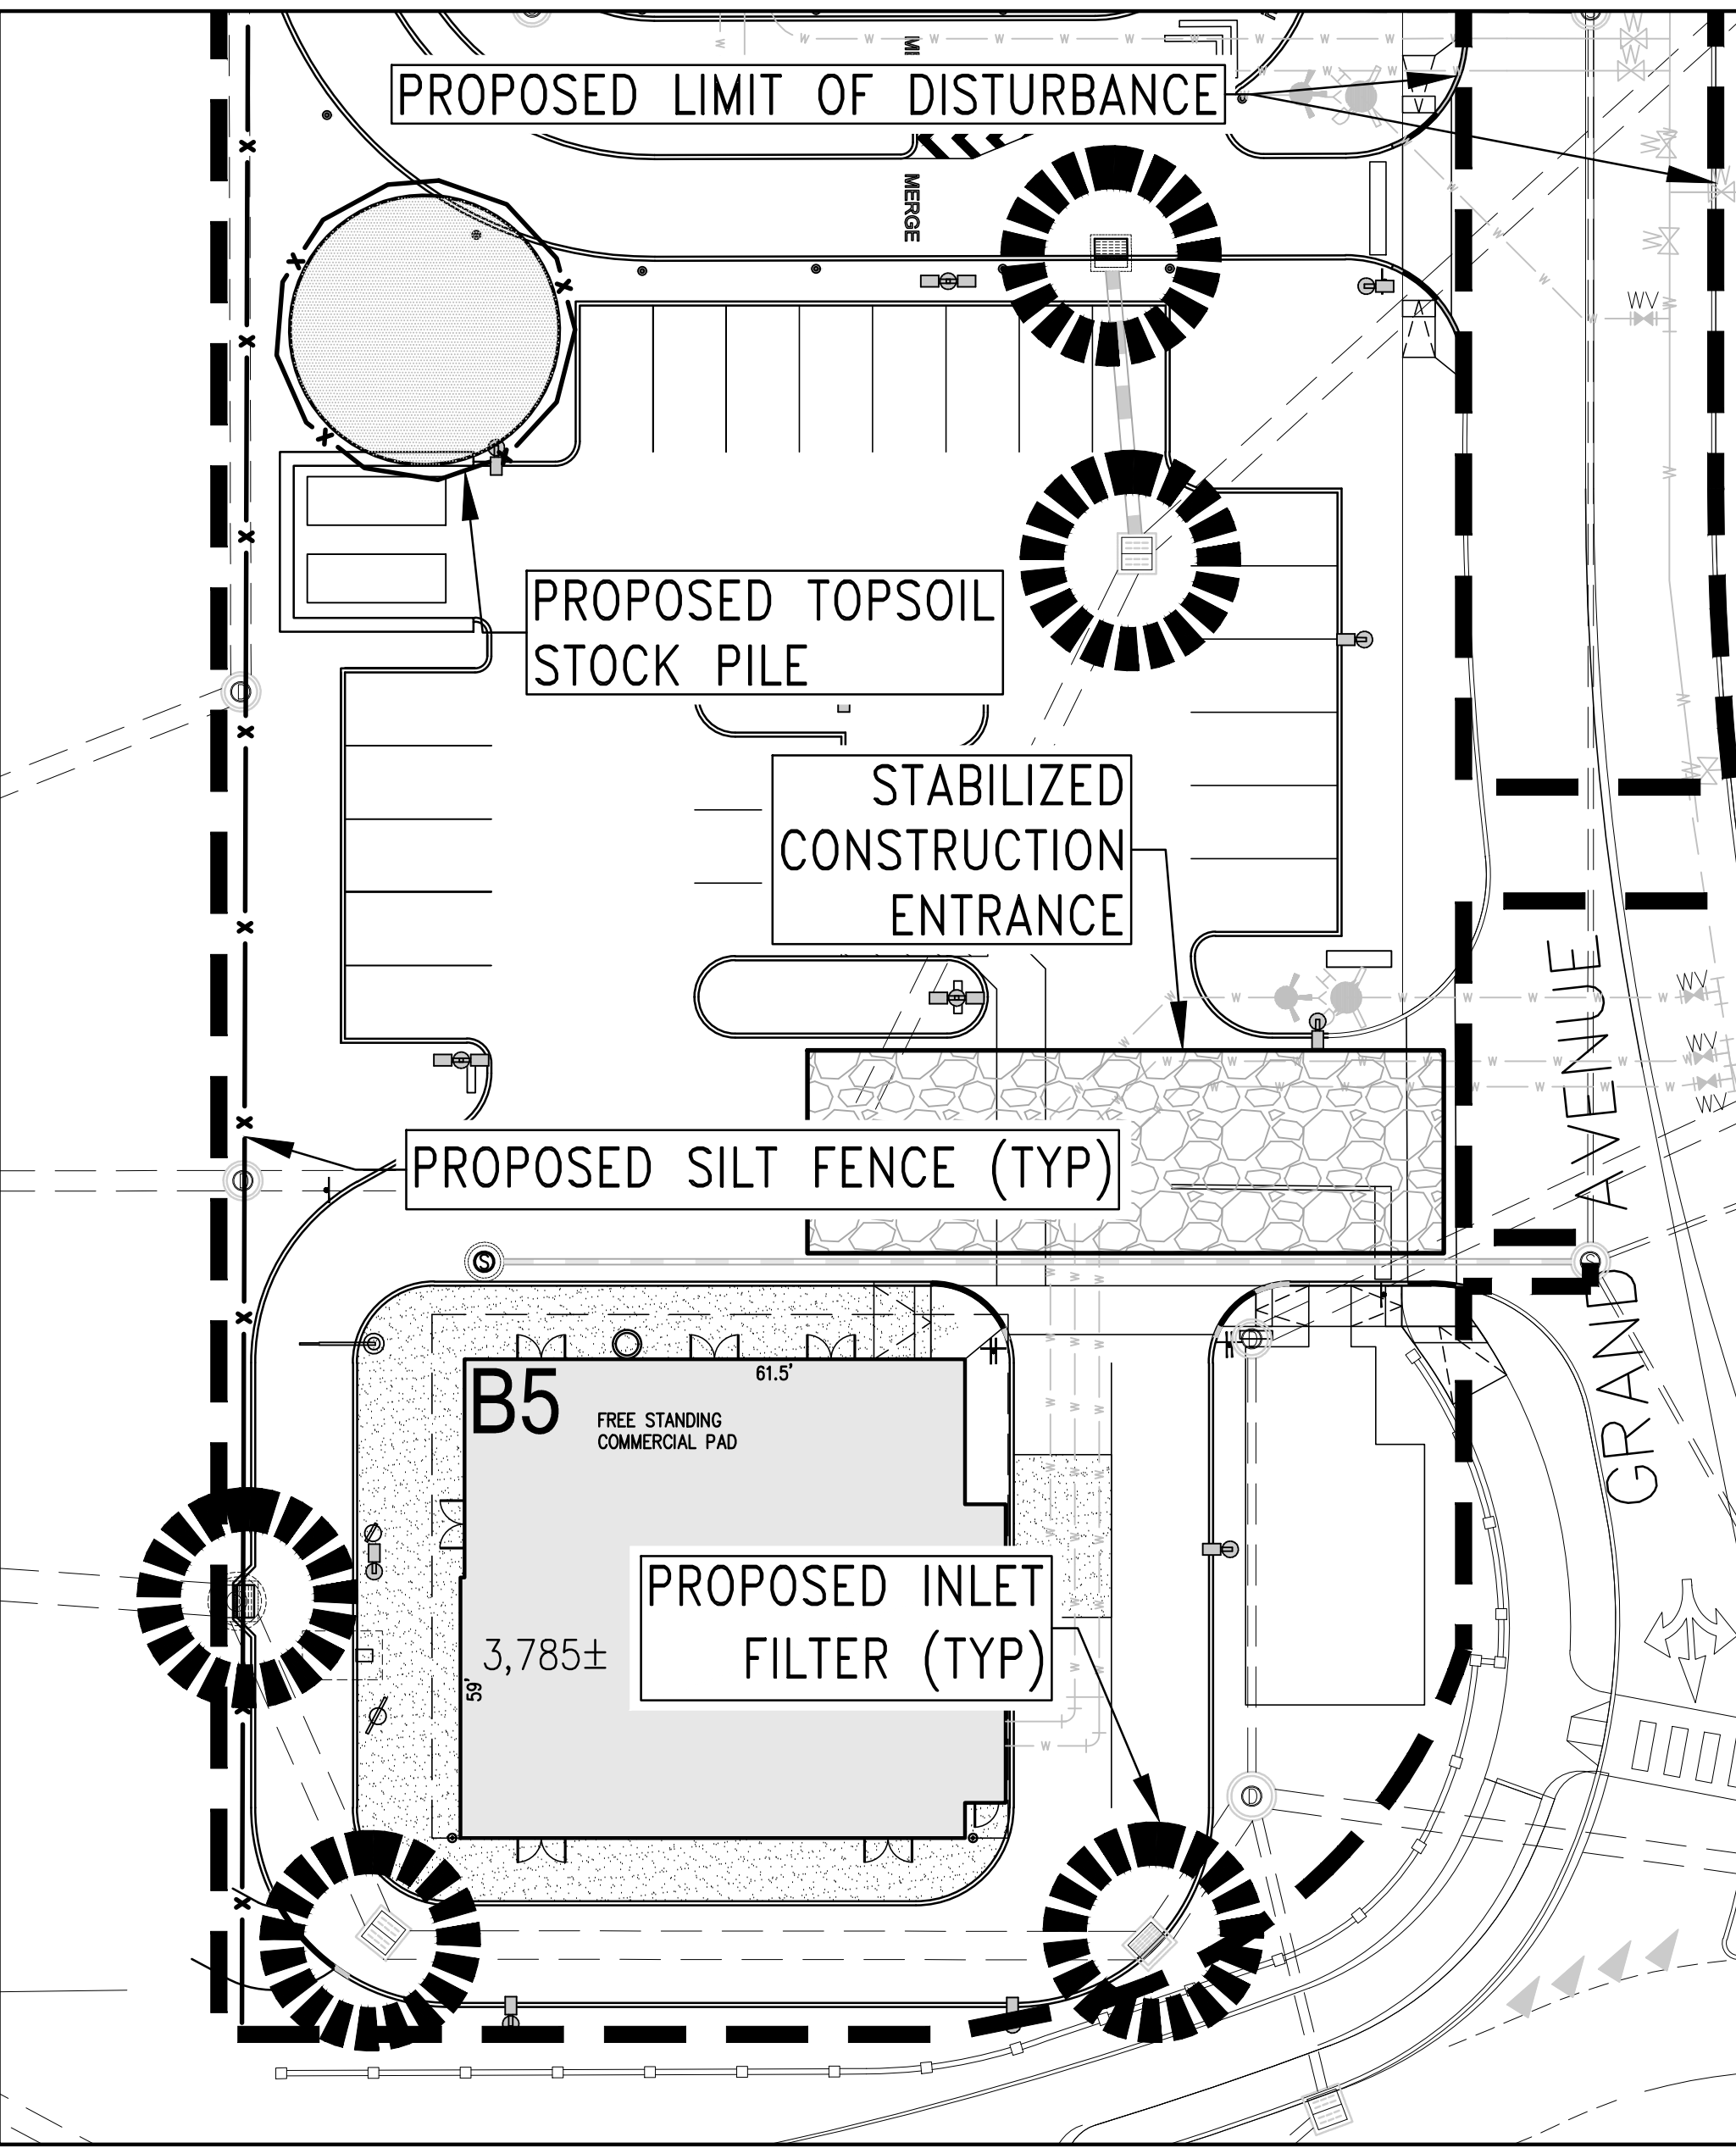 PROPOSED LIMIT OF DISTURBANCE
MERGE
WV
PROPOSED TOPSOIL
STOCK PILE
STABILIZED
CONSTRUCTION
ENTRANCE
WV
WV
WV
GRAND AVENUE
PROPOSED SILT FENCE (TYP)
S
B5
61.5'
FREE STANDING
COMMERCIAL PAD
PROPOSED INLET
FILTER (TYP)
3,785±
59'
D